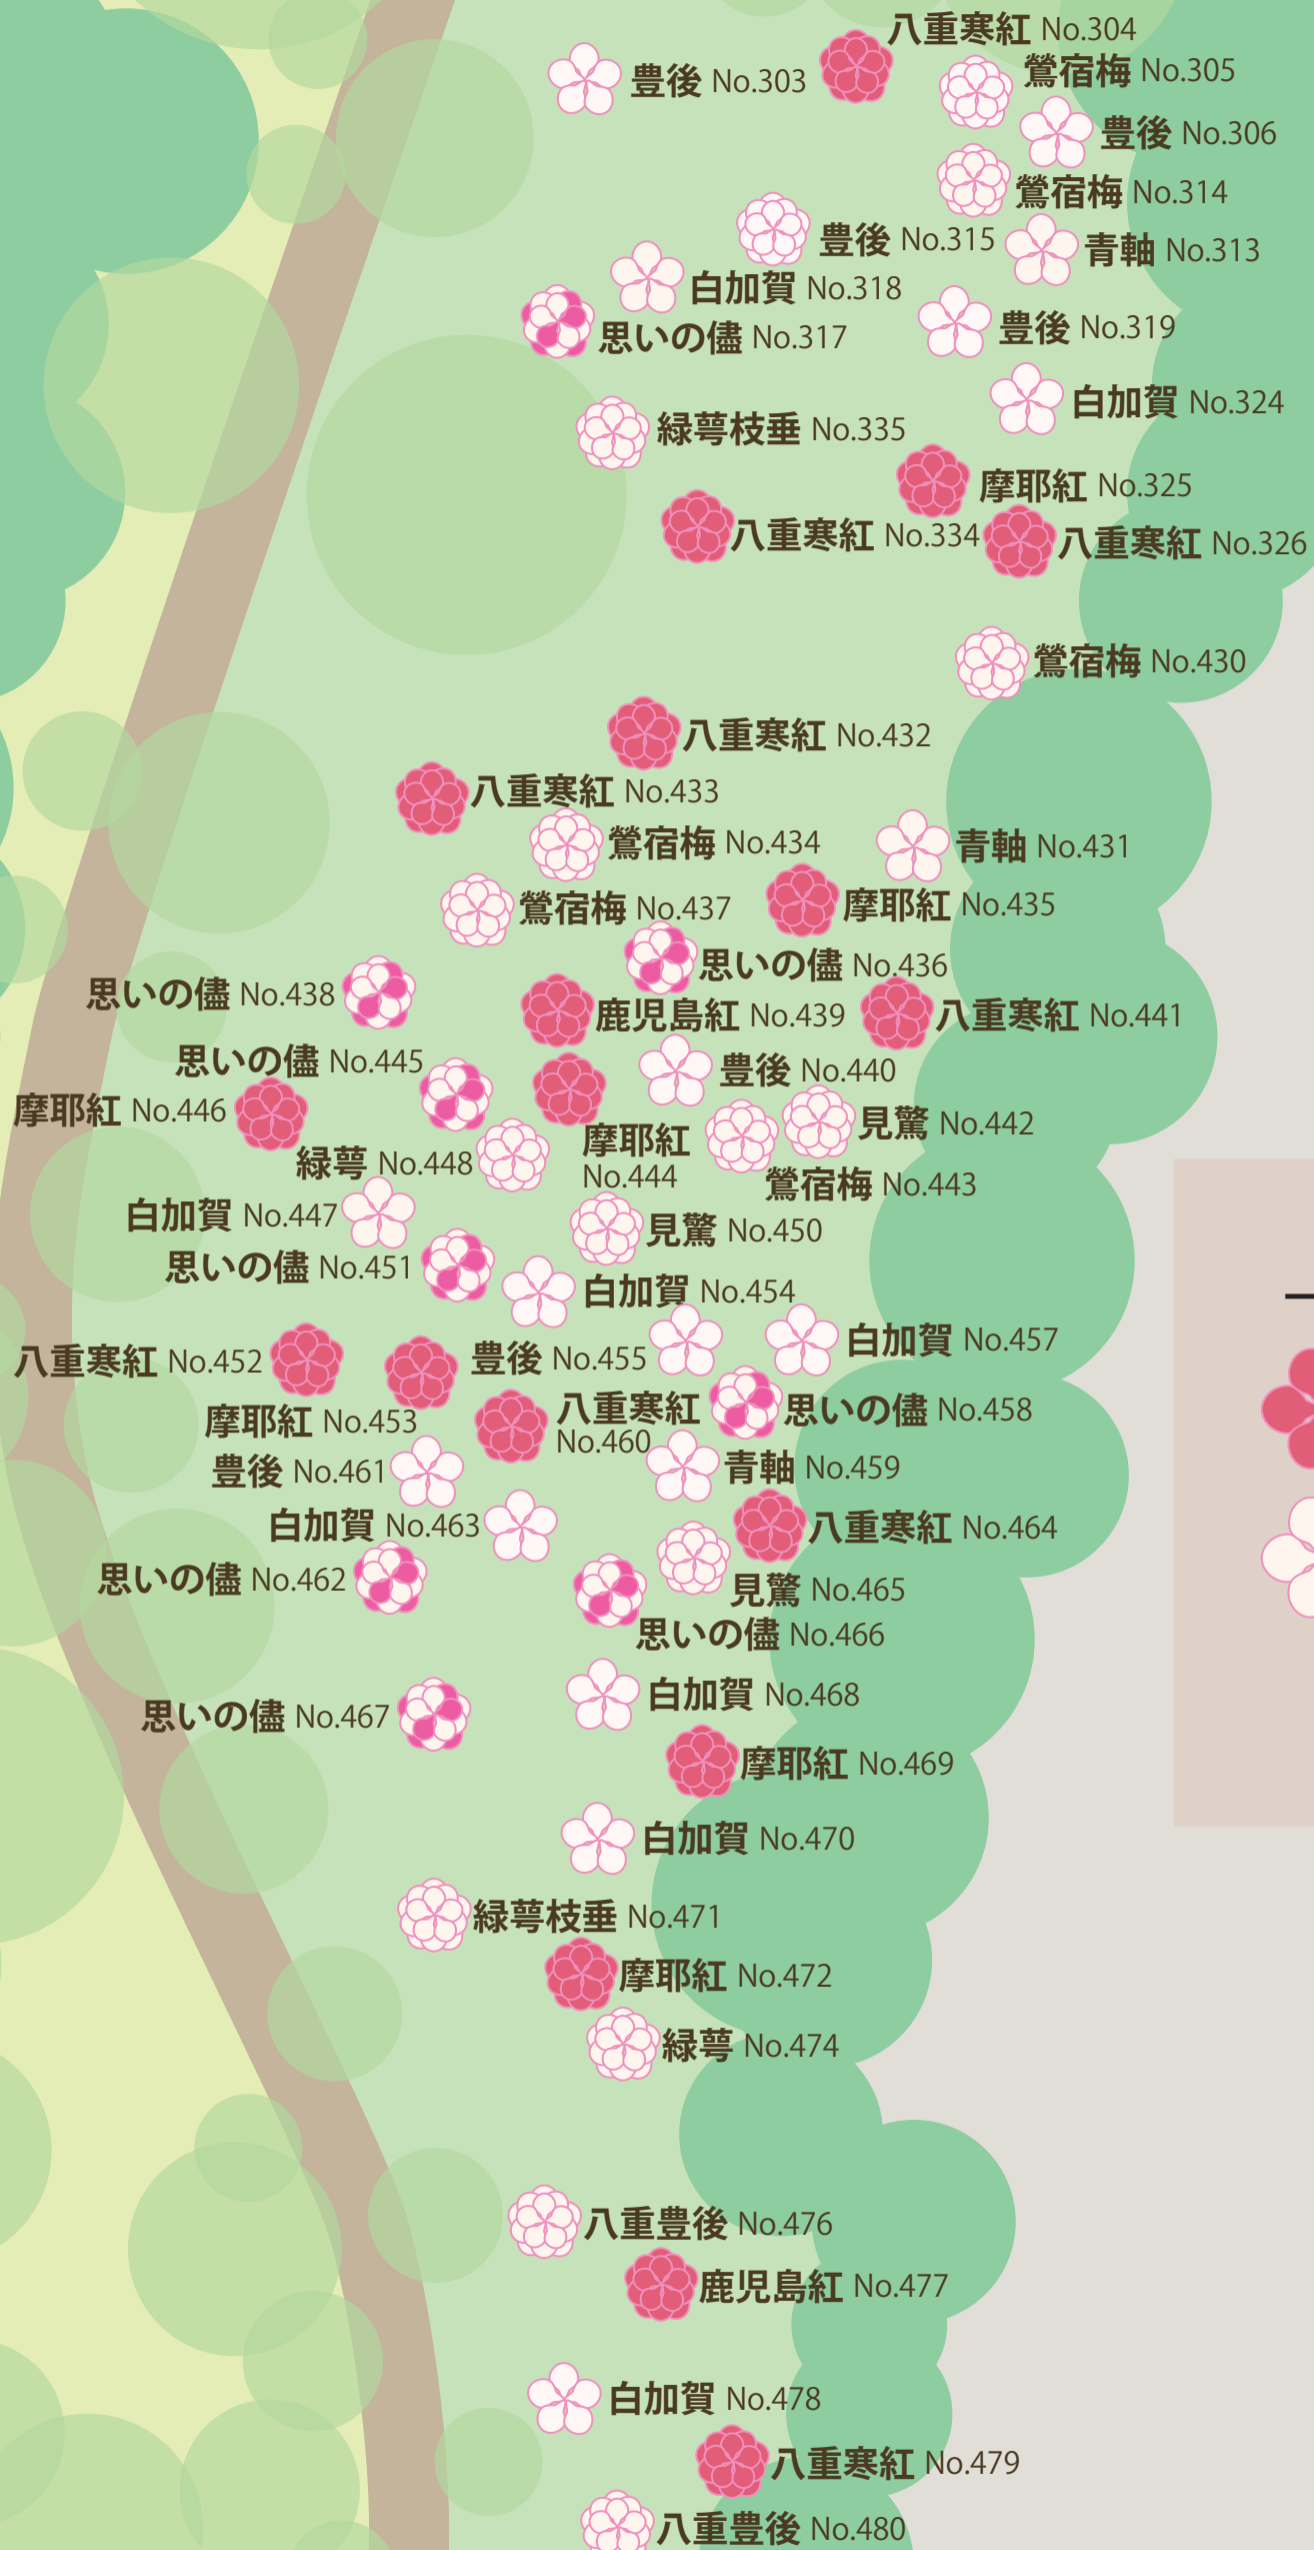 八重寒紅 No.304
豊後 No.303
鶯宿梅 No.305
豊後 No.306
鶯宿梅 No.314
豊後 No.315
青軸 No.313
白加賀 No.318
思いの儘 No.317
豊後 No.319
白加賀 No.324
緑萼枝垂 No.335
摩耶紅 No.325
八重寒紅 No.334
八重寒紅 No.326
鶯宿梅 No.430
八重寒紅 No.432
八重寒紅 No.433
鶯宿梅 No.434
青軸 No.431
鶯宿梅 No.437
摩耶紅 No.435
思いの儘 No.436
思いの儘 No.438
鹿児島紅 No.439
八重寒紅 No.441
思いの儘 No.445
豊後 No.440
摩耶紅 No.446
見驚 No.442
摩耶紅
No.444
緑萼 No.448
鶯宿梅 No.443
白加賀 No.447
見驚 No.450
思いの儘 No.451
白加賀 No.454
白加賀 No.457
八重寒紅 No.452
豊後 No.455
八重寒紅
No.460
思いの儘 No.458
摩耶紅 No.453
豊後 No.461
青軸 No.459
白加賀 No.463
八重寒紅 No.464
思いの儘 No.462
見驚 No.465
思いの儘 No.466
白加賀 No.468
思いの儘 No.467
摩耶紅 No.469
白加賀 No.470
緑萼枝垂 No.471
摩耶紅 No.472
緑萼 No.474
八重豊後 No.476
鹿児島紅 No.477
白加賀 No.478
八重寒紅 No.479
八重豊後 No.480